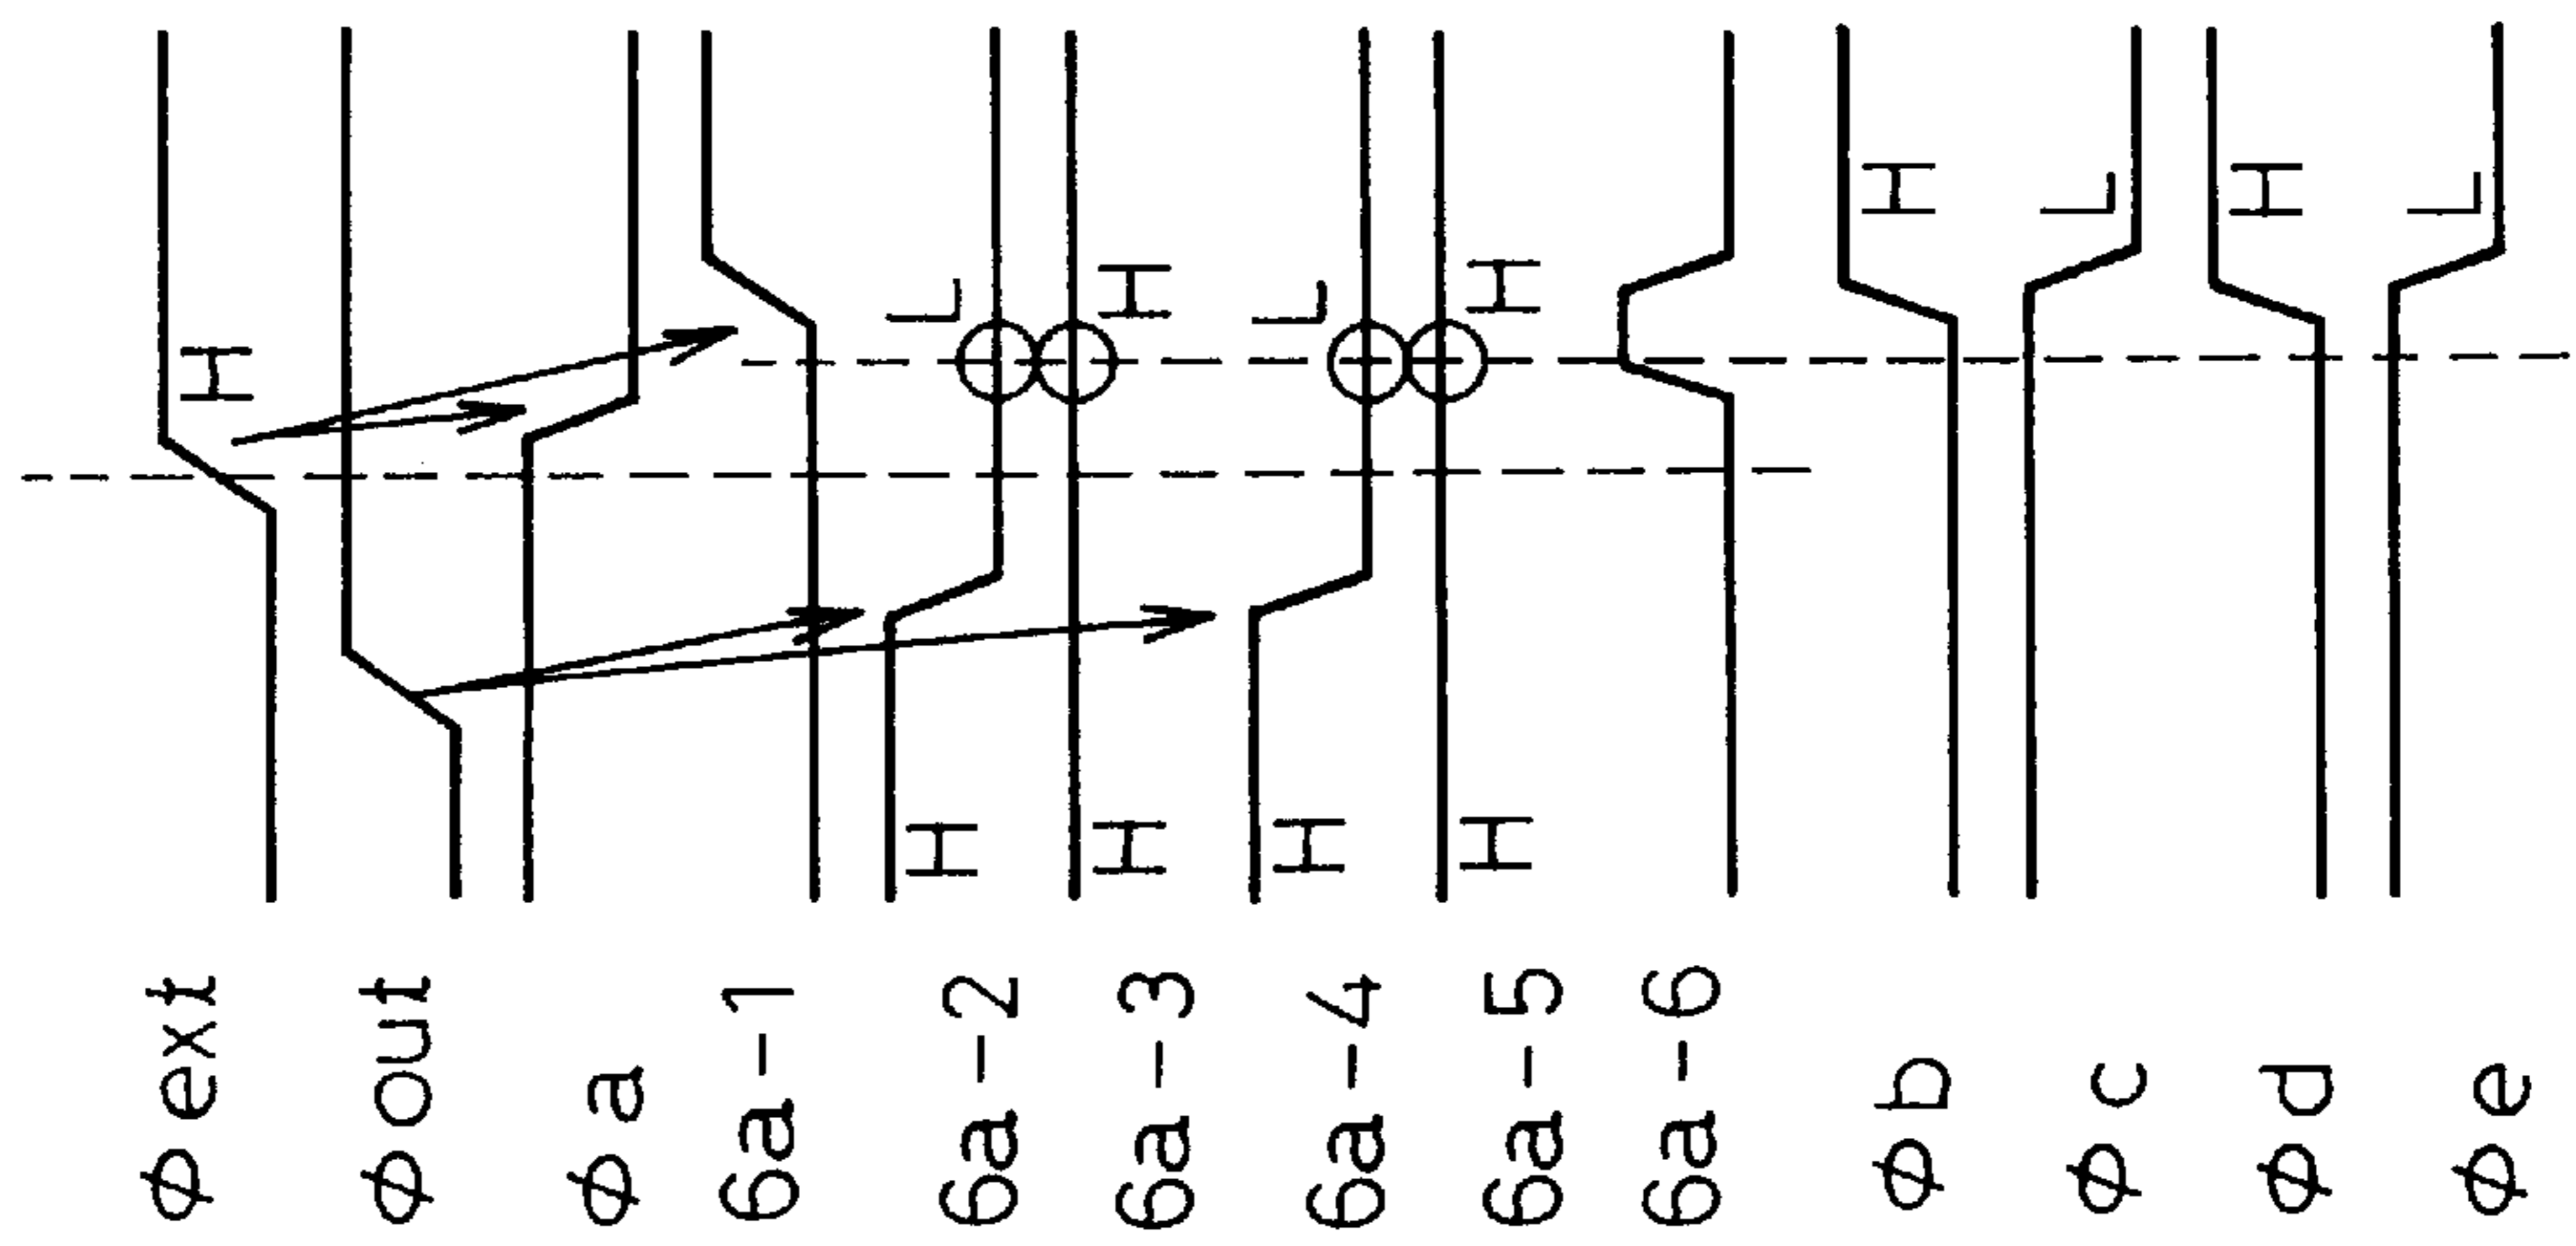 φext H
φout
φa
6a-1
6a-2 H L
6a-3 H H
6a-4 H L
6a-5 H H
6a-6
φb H
φc L
φd H
φe L